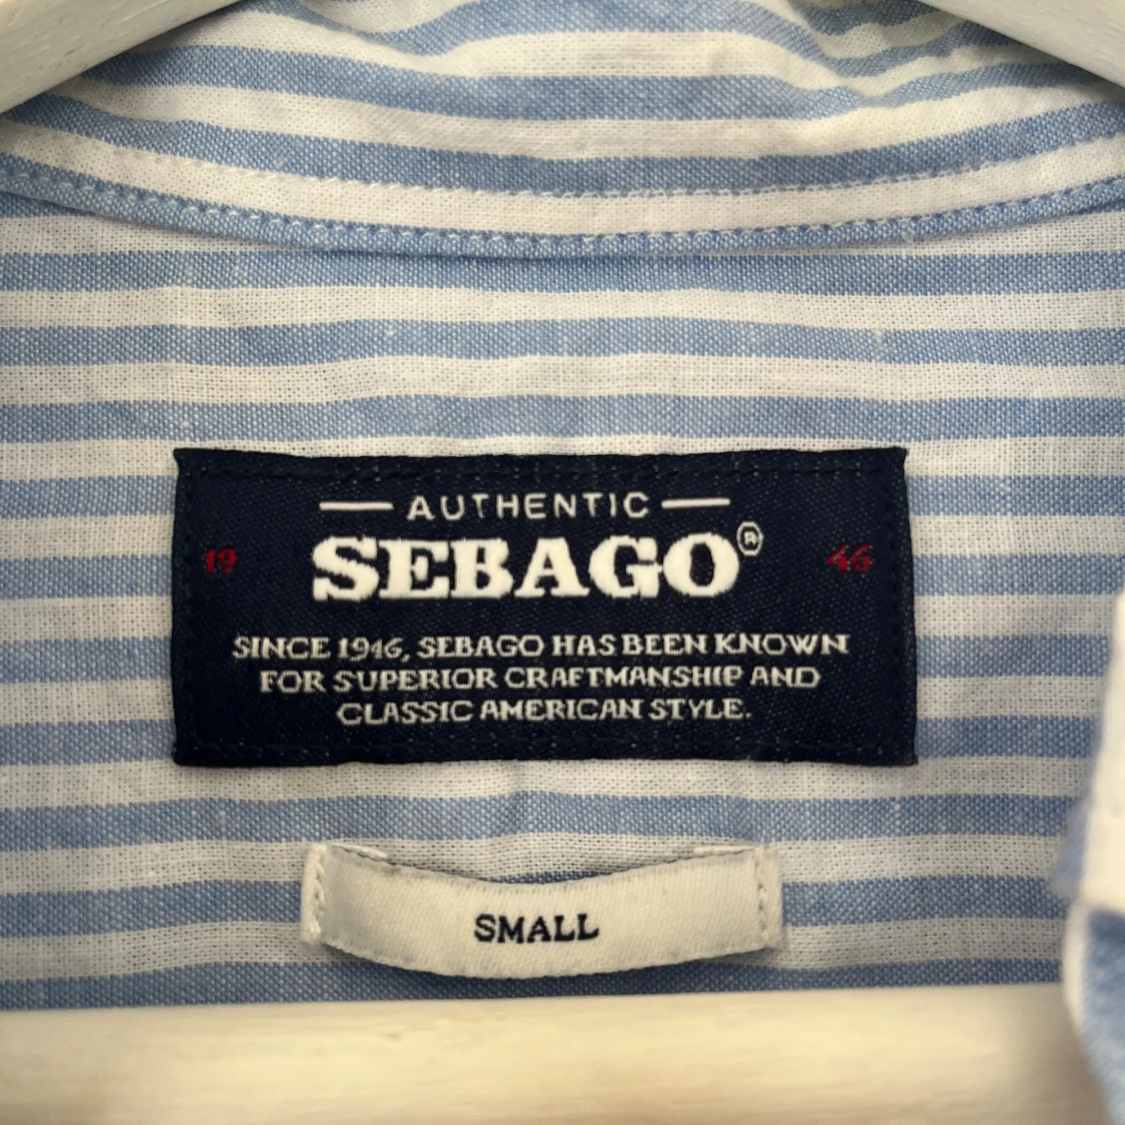 AUTHENTIC
SEBAGO®
19 46
SINCE 1946, SEBAGO HAS BEEN KNOWN
FOR SUPERIOR CRAFTMANSHIP AND
CLASSIC AMERICAN STYLE.
SMALL